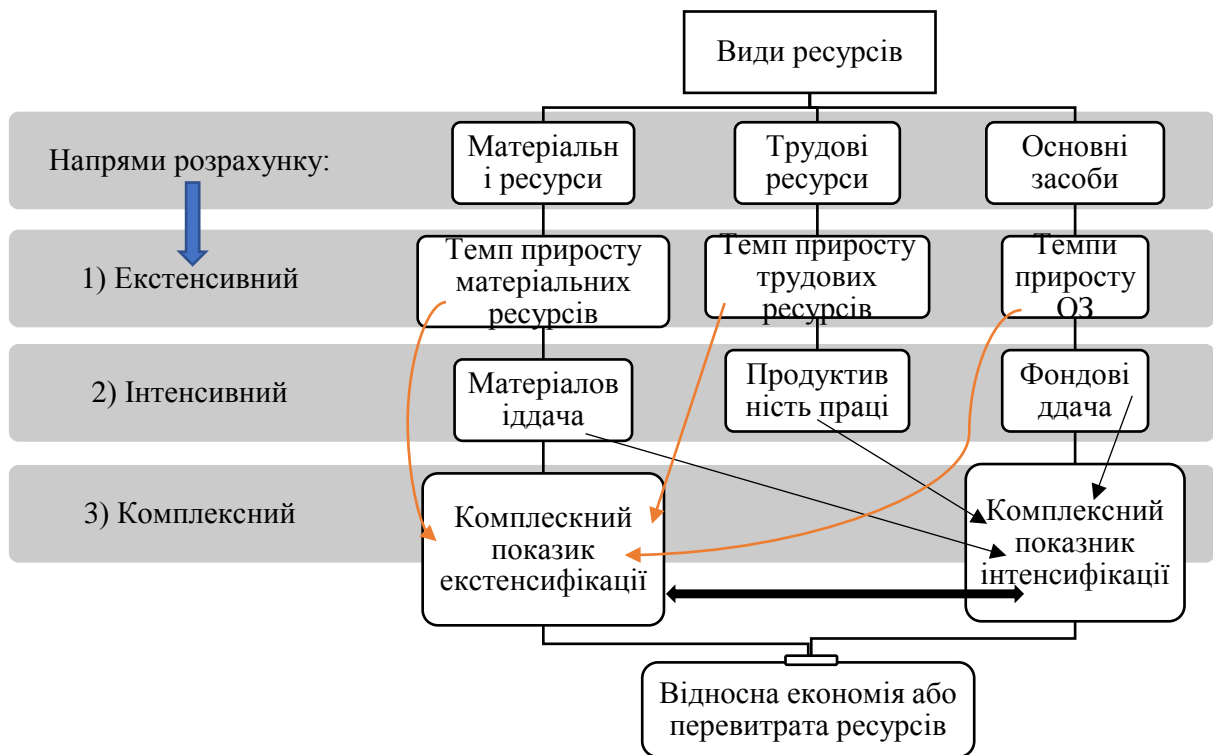 Види ресурсів
Напрями розрахунку:
Матеріальн
і ресурси
Трудові
ресурси
Основні
засоби
1) Екстенсивний
Темп приросту
матеріальних
ресурсів
Темп приросту
трудових
ресурсів
Темпи
приросту
ОЗ
2) Інтенсивний
Матеріалов
іддача
Продуктив
ність праці
Фондові
ддача
3) Комплексний
Комплескний
показик
екстенсифікації
Комплексний
показник
інтенсифікації
Відносна економія або
перевитрата ресурсів